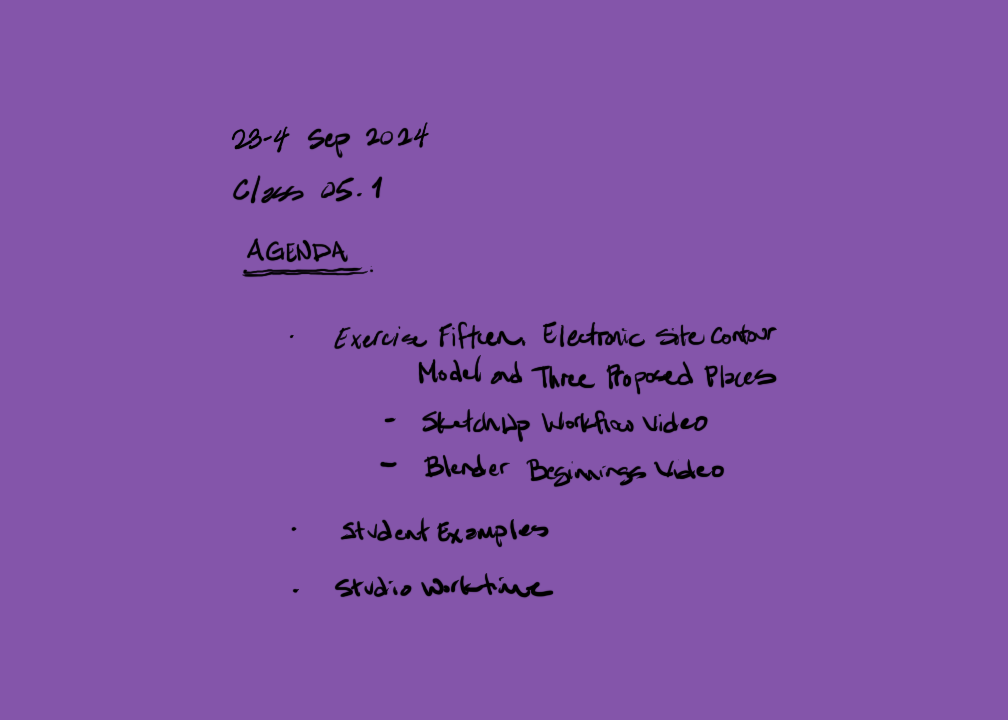 23-4 Sep 2024
Class 05.1
AGENDA
· Exercise Fifteen, Electronic Site Contour
Model and Three Proposed Places
- SketchUp Workflow Video
- Blender Beginnings Video
· Student Examples
· Studio Worktime